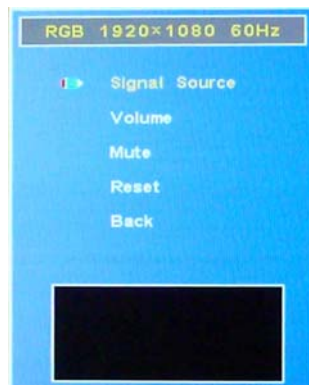 RGB 1920×1080 60Hz
Signal Source
Volume
Mute
Reset
Back